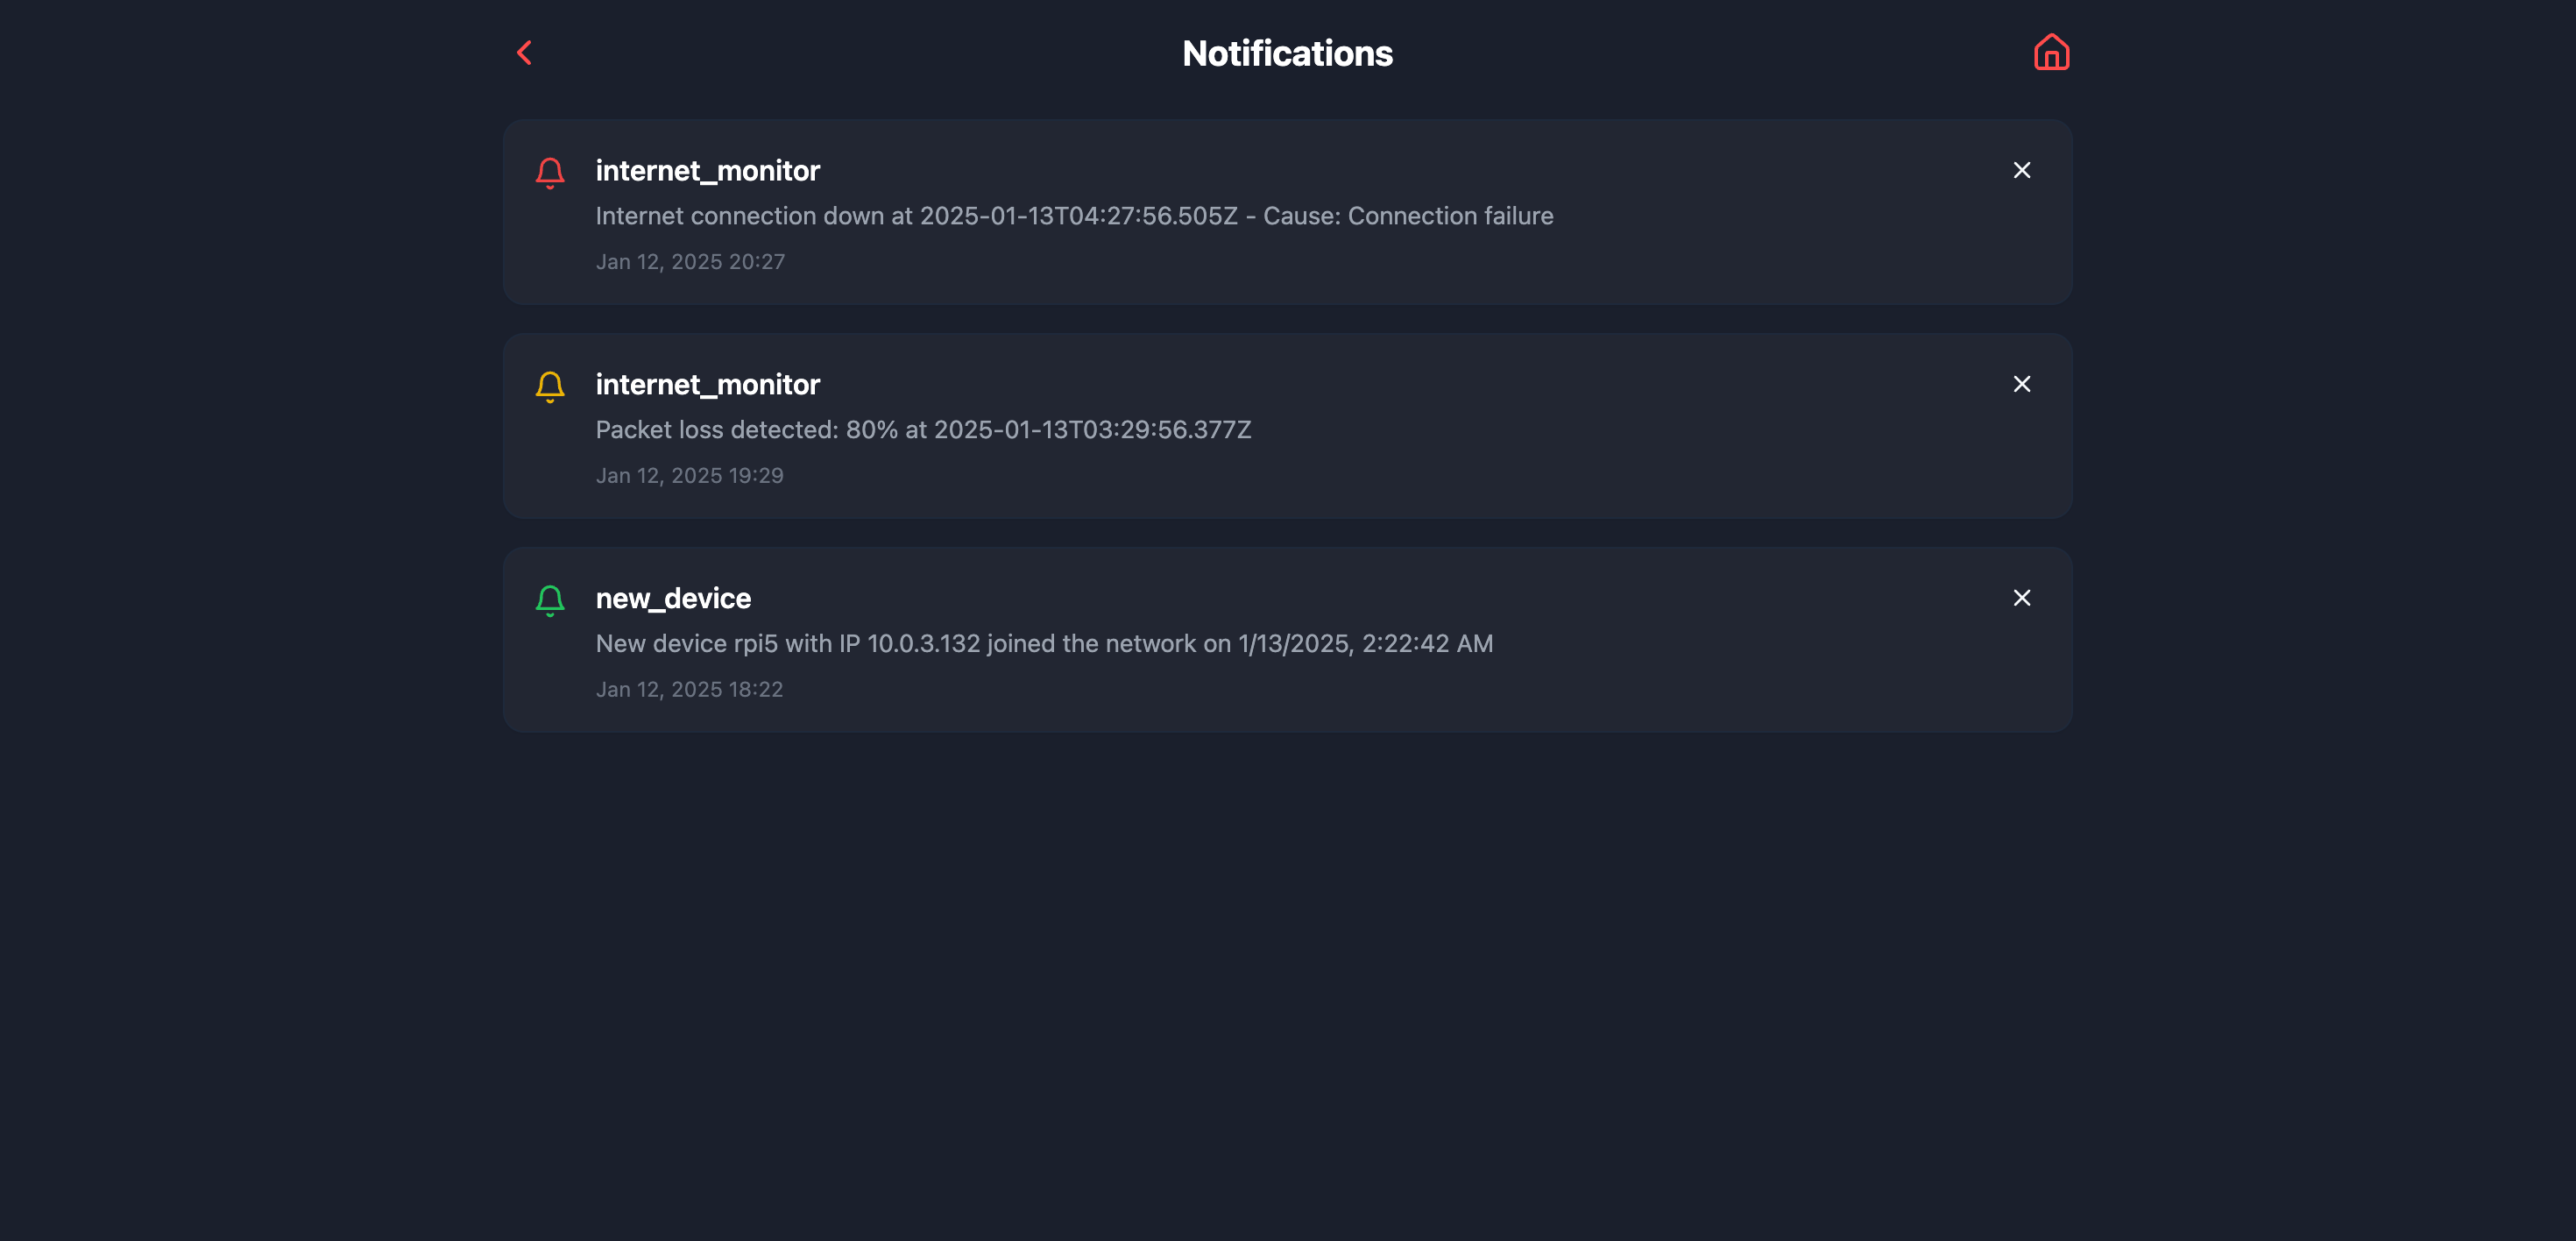 Notifications
internet_monitor
Internet connection down at 2025-01-13T04:27:56.505Z - Cause: Connection failure
Jan 12, 2025 20:27
internet_monitor
Packet loss detected: 80% at 2025-01-13T03:29:56.377Z
Jan 12, 2025 19:29
new_device
New device rpi5 with IP 10.0.3.132 joined the network on 1/13/2025, 2:22:42 AM
Jan 12, 2025 18:22